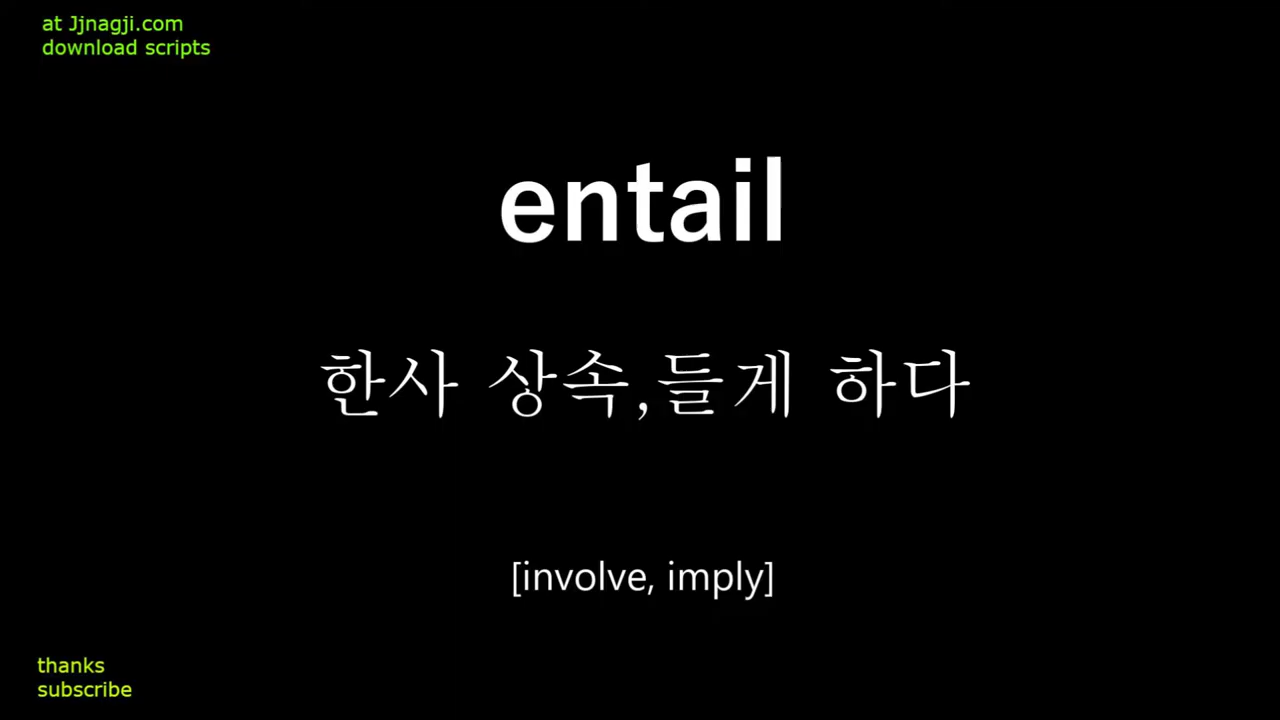 at Jjnagji.com
download scripts
entail
한사 상속,들게 하다
[involve, imply]
thanks
subscribe